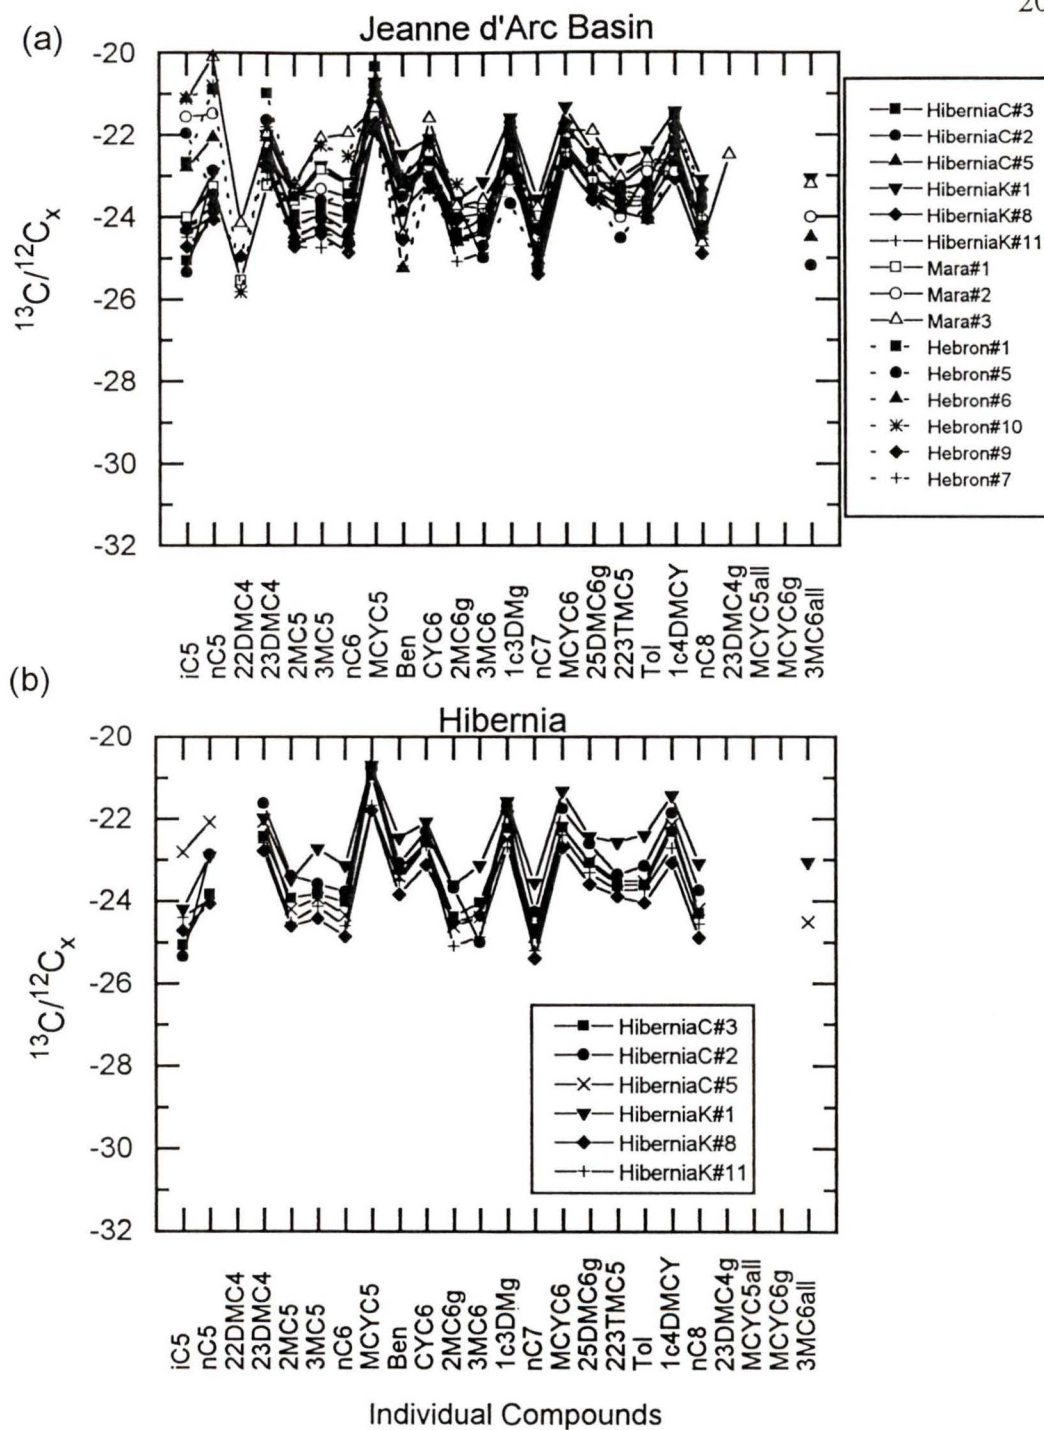 20
(a)
Jeanne d'Arc Basin
-20
-22
-24
-26
-28
-30
-32
13C/12Cx
HiberniaC#3
HiberniaC#2
HiberniaC#5
HiberniaK#1
HiberniaK#8
HiberniaK#11
Mara#1
Mara#2
Mara#3
Hebron#1
Hebron#5
Hebron#6
Hebron#10
Hebron#9
Hebron#7
iC5
nC5
22DMC4
23DMC4
2MC5
3MC5
nC6
MCYC5
Ben
CYC6
2MC6g
3MC6
1c3DMg
nC7
MCYC6
25DMC6g
223TMC5
Tol
1c4DMCY
nC8
23DMC4g
MCYC5all
MCYC6g
3MC6all
(b)
Hibernia
-20
-22
-24
-26
-28
-30
-32
13C/12Cx
HiberniaC#3
HiberniaC#2
HiberniaC#5
HiberniaK#1
HiberniaK#8
HiberniaK#11
iC5
nC5
22DMC4
23DMC4
2MC5
3MC5
nC6
MCYC5
Ben
CYC6
2MC6g
3MC6
1c3DMg
nC7
MCYC6
25DMC6g
223TMC5
Tol
1c4DMCY
nC8
23DMC4g
MCYC5all
MCYC6g
3MC6all
Individual Compounds